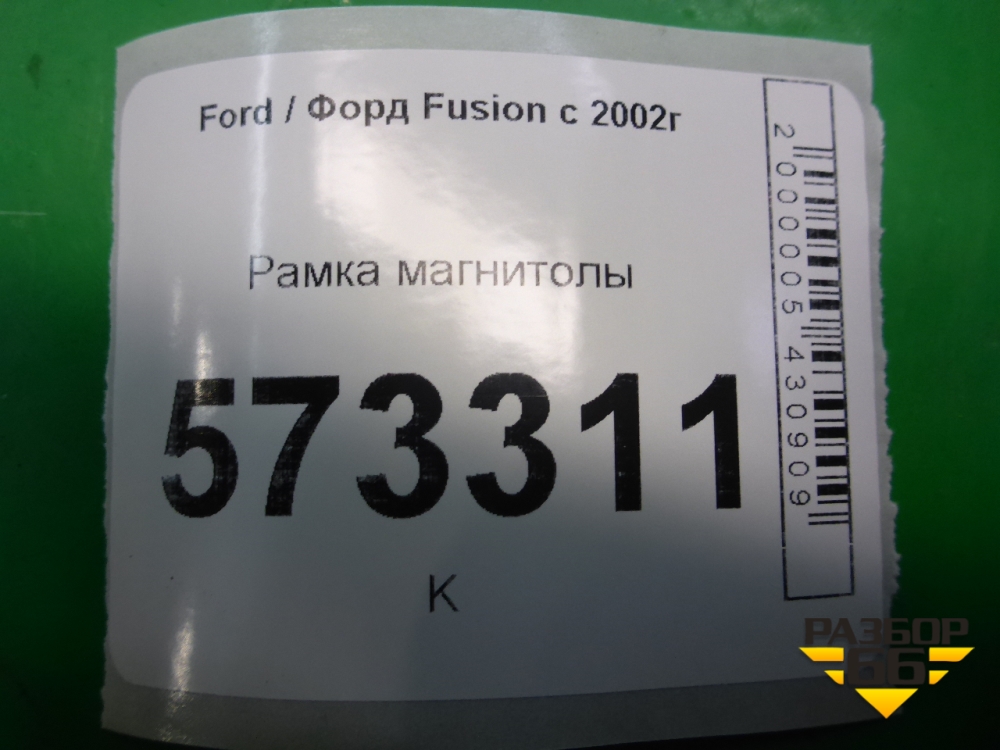 Ford / Форд Fusion с 2002г
Рамка магнитолы
573311
К
2000005430909
РАЗБОР
66